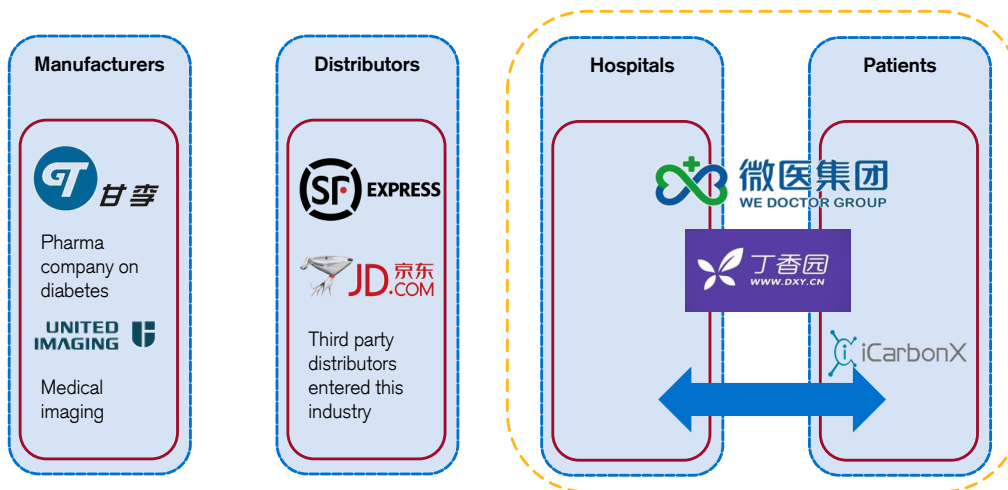 Manufacturers
GT 甘李
Pharma
company on
diabetes
UNITED
IMAGING
Medical
imaging
Distributors
SF EXPRESS
JD.COM 京东
Third party
distributors
entered this
industry
Hospitals
Patients
微医集团
WE DOCTOR GROUP
丁香园
WWW.DXY.CN
iCarbonX